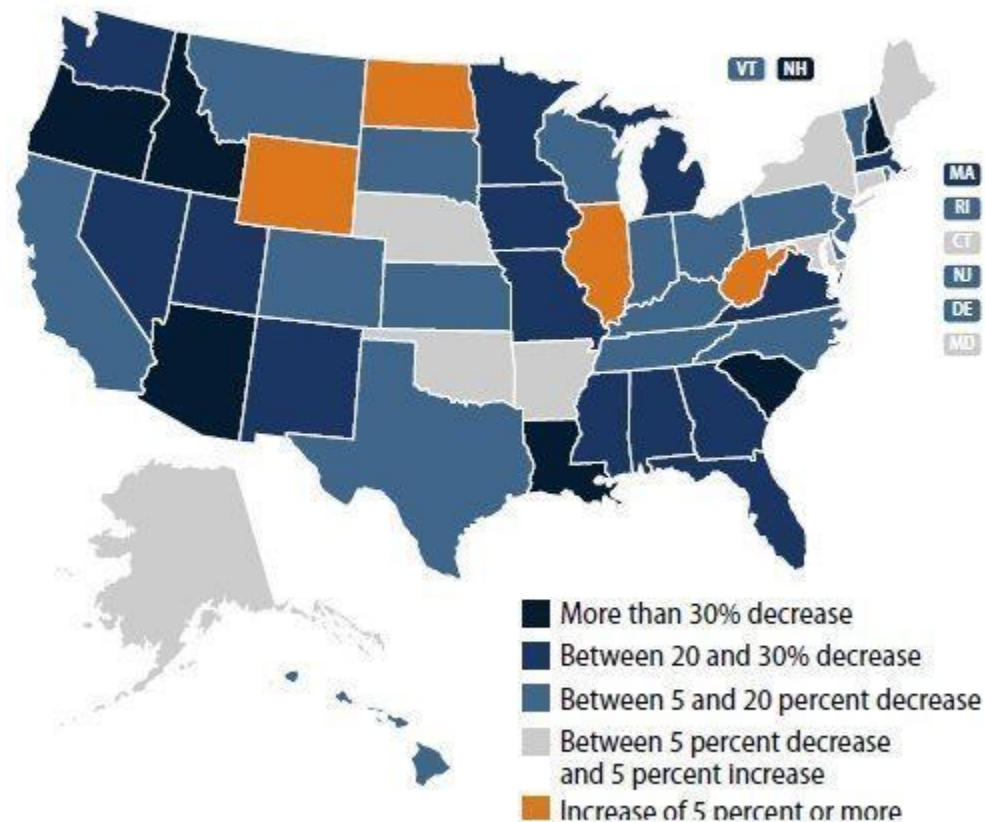 VT NH
MA
RI
CT
NJ
DE
MD
More than 30% decrease
Between 20 and 30% decrease
Between 5 and 20 percent decrease
Between 5 percent decrease
and 5 percent increase
Increase of 5 percent or more